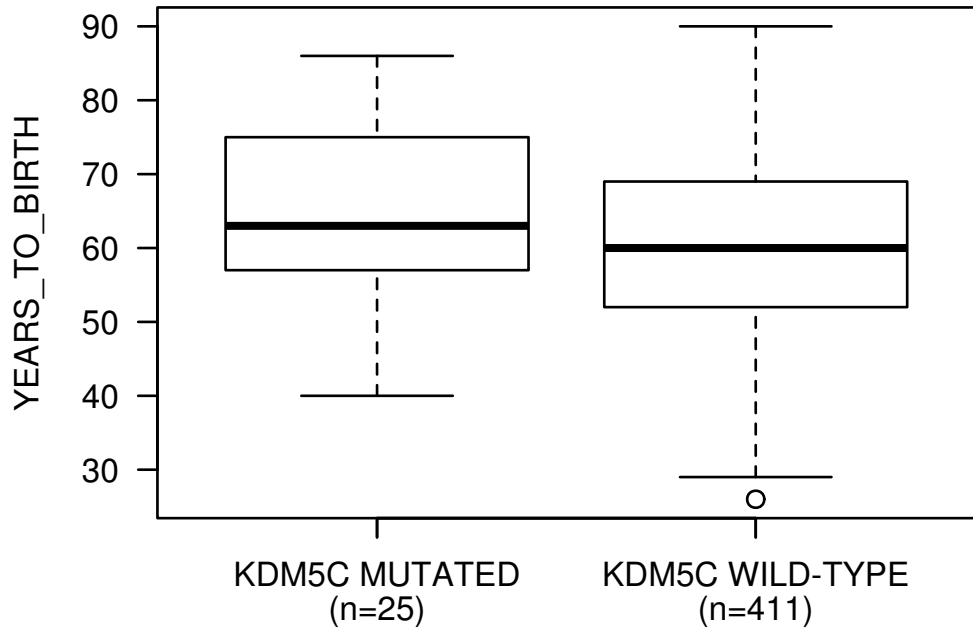 YEARS_TO_BIRTH
90
80
70
60
50
40
30
KDM5C MUTATED
(n=25)
KDM5C WILD-TYPE
(n=411)